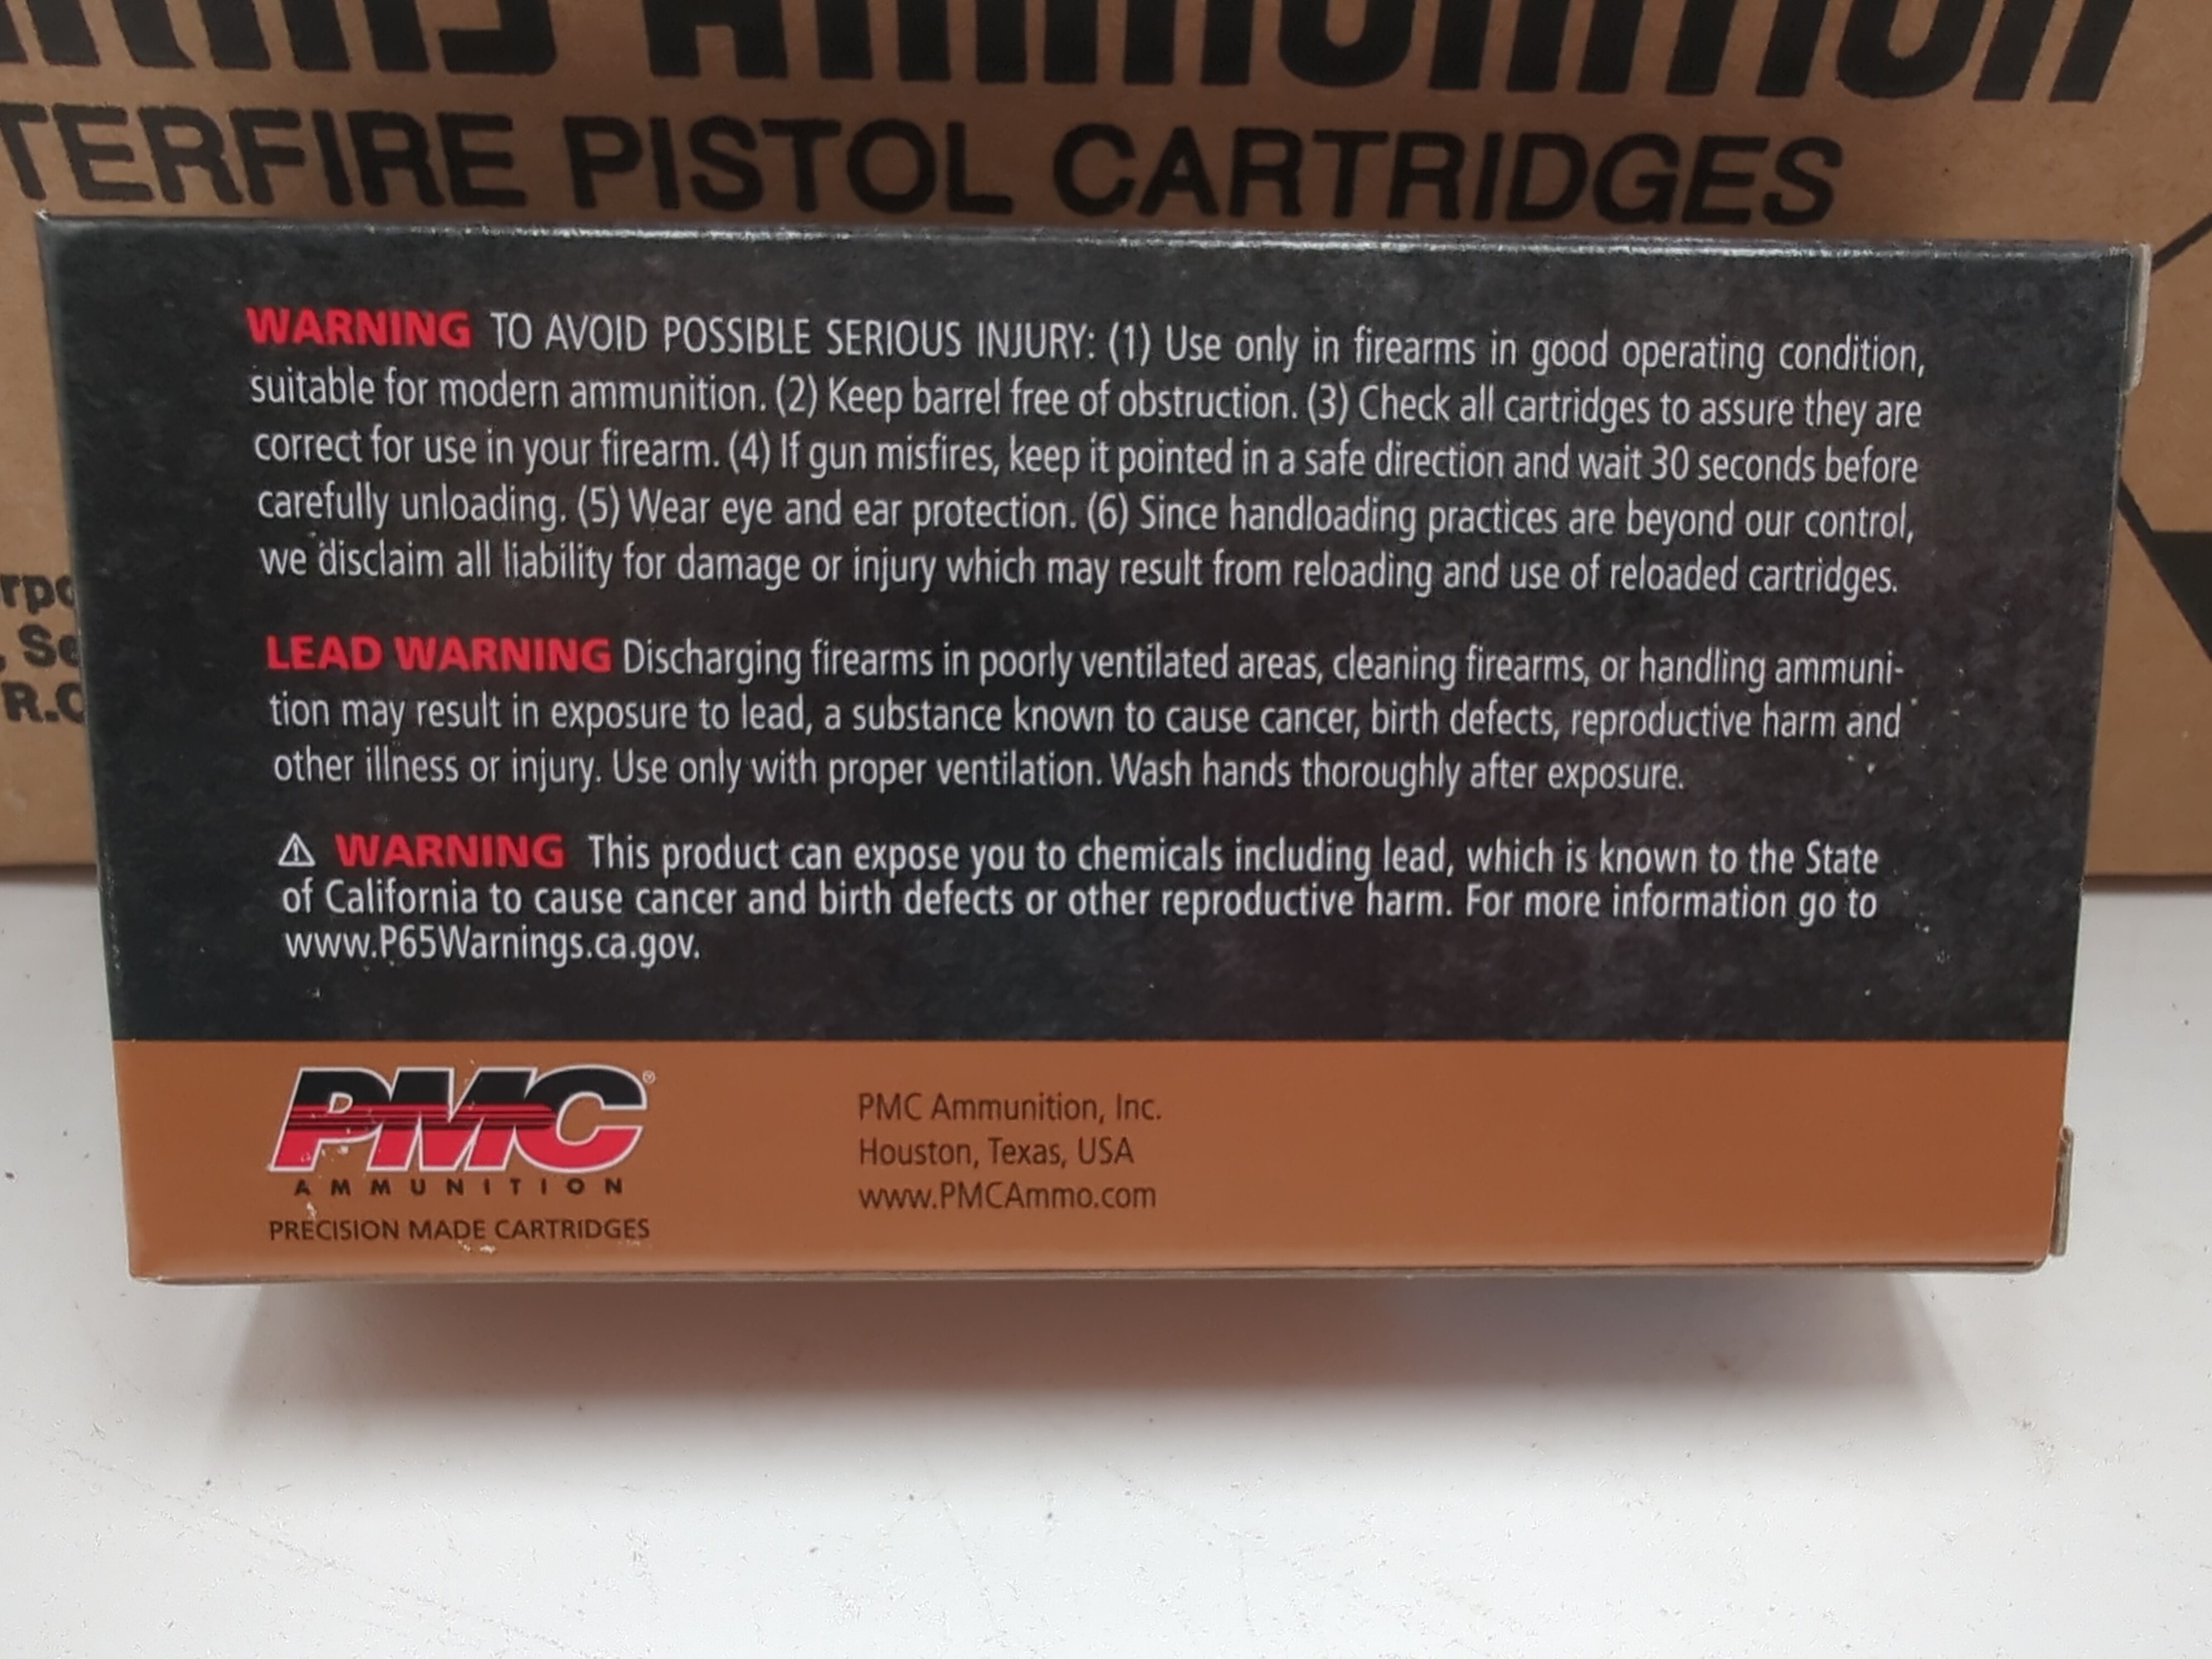 PISTOL CARTRIDGES
WARNING TO AVOID POSSIBLE SERIOUS INJURY: (1) Use only in firearms in good operating condition,
suitable for modern ammunition. (2) Keep barrel free of obstruction. (3) Check all cartridges to assure they are
correct for use in your firearm. (4) If gun misfires, keep it pointed in a safe direction and wait 30 seconds before
carefully unloading. (5) Wear eye and ear protection. (6) Since handloading practices are beyond our control,
we disclaim all liability for damage or injury which may result from reloading and use of reloaded cartridges.
LEAD WARNING Discharging firearms in poorly ventilated areas, cleaning firearms, or handling ammuni-
tion may result in exposure to lead, a substance known to cause cancer, birth defects, reproductive harm and
other illness or injury. Use only with proper ventilation. Wash hands thoroughly after exposure.
⚠ WARNING This product can expose you to chemicals including lead, which is known to the State
of California to cause cancer and birth defects or other reproductive harm. For more information go to
www.P65Warnings.ca.gov.
PMC®
AMMUNITION
PRECISION MADE CARTRIDGES
PMC Ammunition, Inc.
Houston, Texas, USA
www.PMCAmmo.com